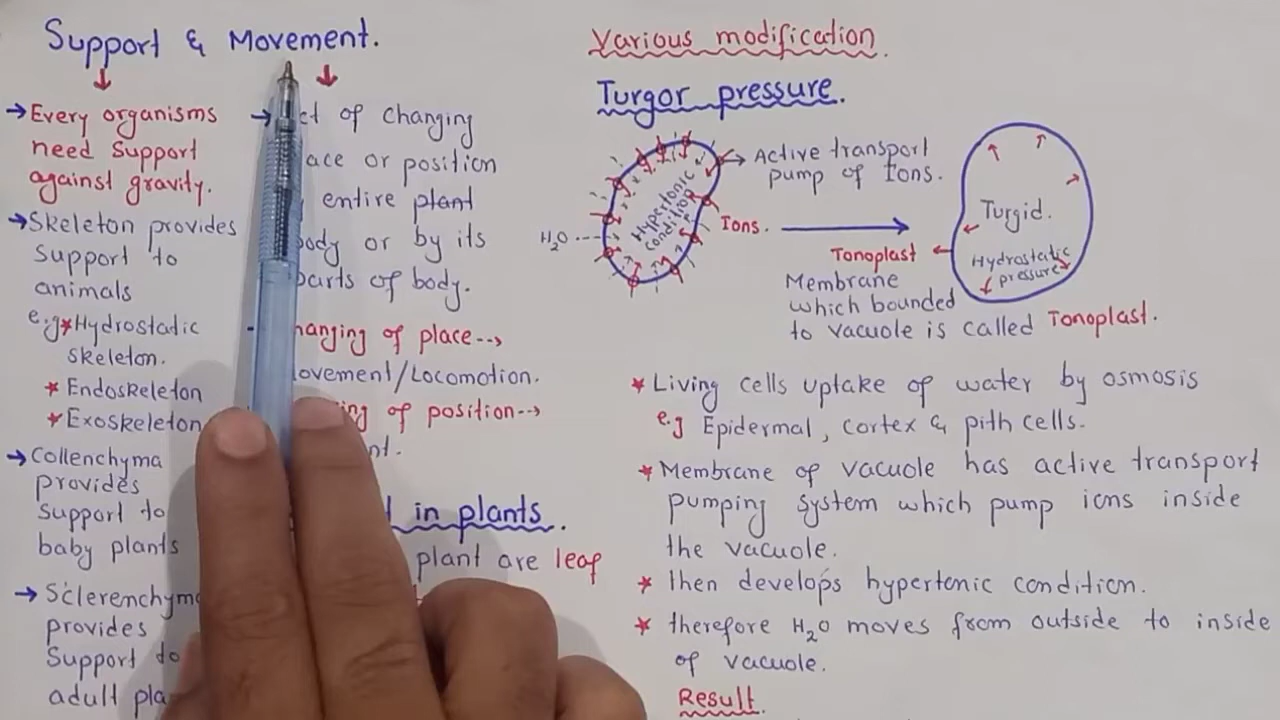 Support & Movement.
→ Every organisms
need Support
against gravity.
→ Skeleton provides
support to
animals
e.g * Hydrostatic
skeleton.
* Endoskeleton
* Exoskeleton
→ Collenchyma
provides
support to
baby plants
→ Sclerenchyma
provides
Support to
adult
→ of changing
or position
entire plant
body or by its
parts of body.
of place-->
/Locomotion.
of position-->
in plants.
plant are leaf
Various modification.
Turgor pressure.
Active transport
pump of Ions.
Hypertonic
condition
H₂O
Ions.
Turgid.
Tonoplast
Hydrostatic
pressure
Membrane
which bounded
to vacuole is called Tonoplast.
* Living cells uptake of water by osmosis
e.g Epidermal, cortex & pith cells.
* Membrane of vacuole has active transport
pumping system which pump ions inside
the vacuole.
* then develops hypertonic condition.
* therefore H₂O moves from outside to inside
of vacuole.
Result.